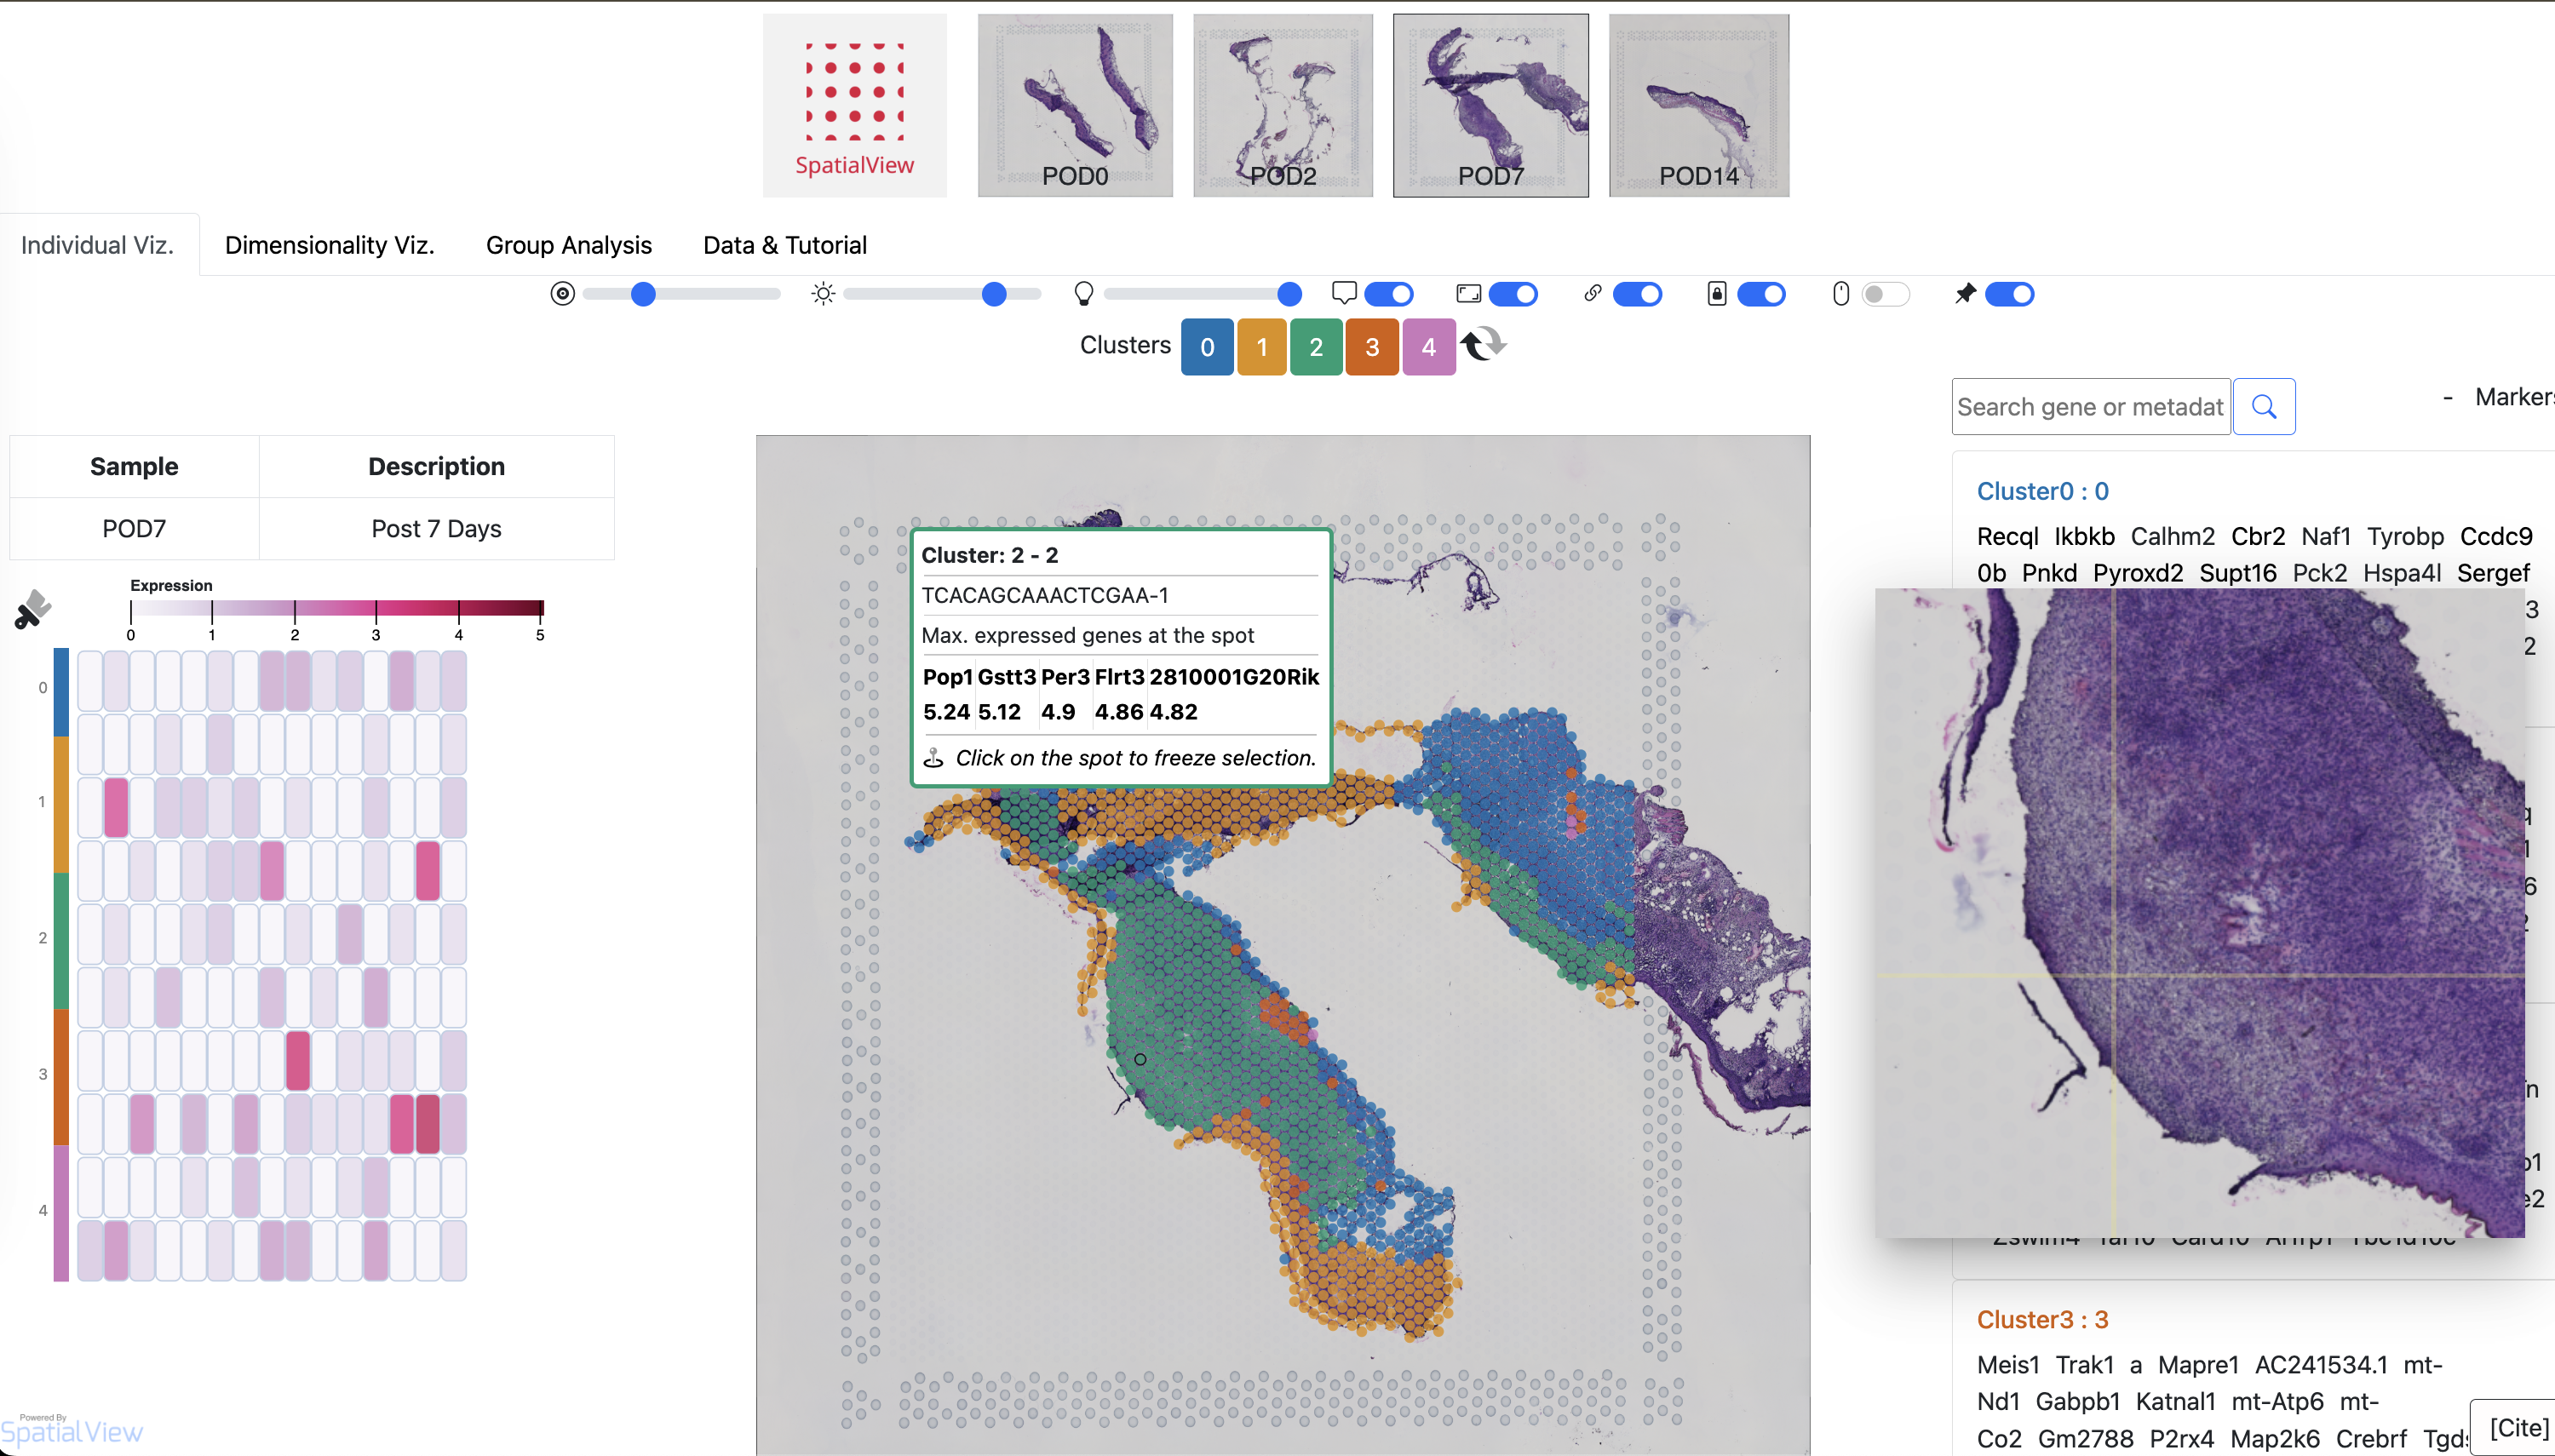 SpatialView
POD0
POD2
POD7
POD14
Individual Viz.
Dimensionality Viz.
Group Analysis
Data & Tutorial
Clusters 0 1 2 3 4
Search gene or metadat
- Markers
Sample Description
POD7 Post 7 Days
Expression
0 1 2 3 4 5
0
1
2
3
4
Cluster: 2 - 2
TCACAGCAAACTCGAA-1
Max. expressed genes at the spot
Pop1 Gstt3 Per3 Flrt3 2810001G20Rik
5.24 5.12 4.9 4.86 4.82
Click on the spot to freeze selection.
Cluster0 : 0
Recql Ikbkb Calhm2 Cbr2 Naf1 Tyrobp Ccdc9
0b Pnkd Pyroxd2 Supt16 Pck2 Hspa4l Sergef
3
2
1
6
2
Cluster3 : 3
Meis1 Trak1 a Mapre1 AC241534.1 mt-
Nd1 Gabpb1 Katnal1 mt-Atp6 mt-
Co2 Gm2788 P2rx4 Map2k6 Crebrf
[Cite]
Powered By
SpatialView